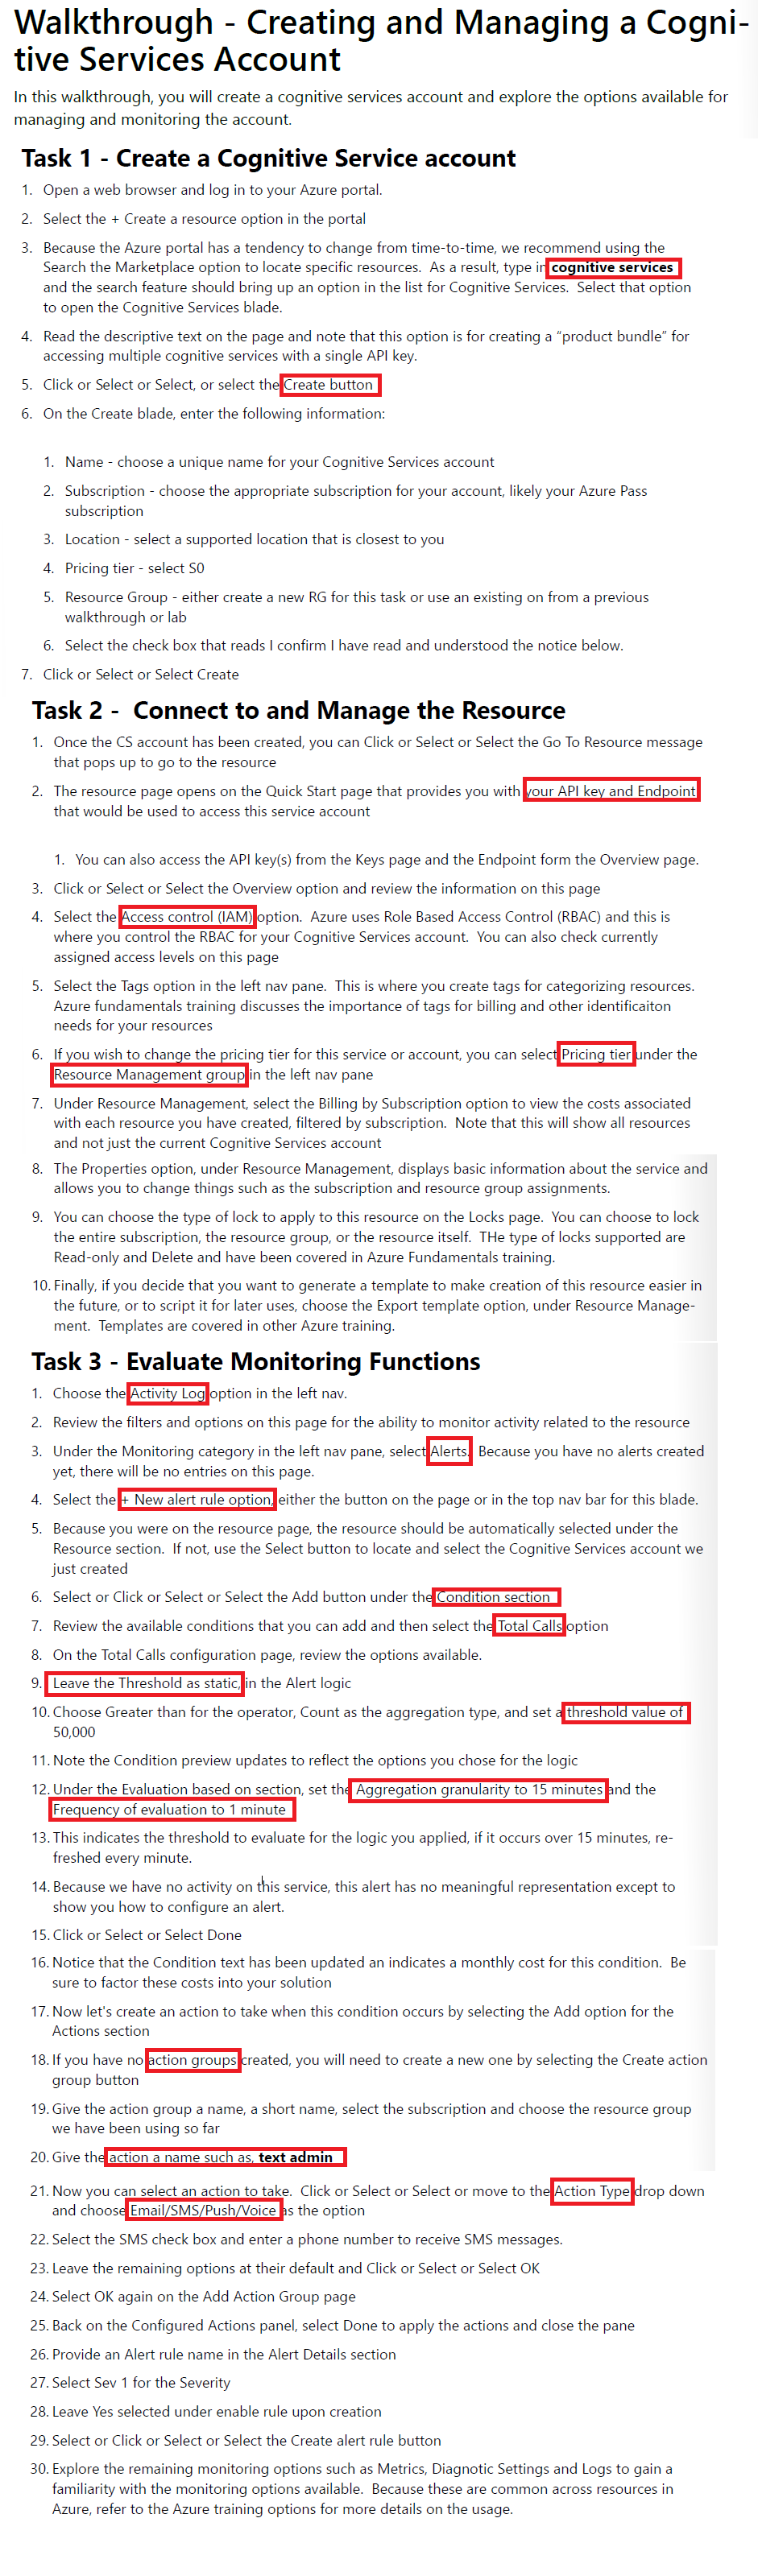 Walkthrough - Creating and Managing a Cogni-
tive Services Account
In this walkthrough, you will create a cognitive services account and explore the options available for
managing and monitoring the account.
Task 1 - Create a Cognitive Service account
1. Open a web browser and log in to your Azure portal.
2. Select the + Create a resource option in the portal
3. Because the Azure portal has a tendency to change from time-to-time, we recommend using the
Search the Marketplace option to locate specific resources. As a result, type in cognitive services
and the search feature should bring up an option in the list for Cognitive Services. Select that option
to open the Cognitive Services blade.
4. Read the descriptive text on the page and note that this option is for creating a “product bundle” for
accessing multiple cognitive services with a single API key.
5. Click or Select or Select, or select the Create button
6. On the Create blade, enter the following information:
1. Name - choose a unique name for your Cognitive Services account
2. Subscription - choose the appropriate subscription for your account, likely your Azure Pass
subscription
3. Location - select a supported location that is closest to you
4. Pricing tier - select S0
5. Resource Group - either create a new RG for this task or use an existing on from a previous
walkthrough or lab
6. Select the check box that reads I confirm I have read and understood the notice below.
7. Click or Select or Select Create
Task 2 - Connect to and Manage the Resource
1. Once the CS account has been created, you can Click or Select or Select the Go To Resource message
that pops up to go to the resource
2. The resource page opens on the Quick Start page that provides you with your API key and Endpoint
that would be used to access this service account
1. You can also access the API key(s) from the Keys page and the Endpoint form the Overview page.
3. Click or Select or Select the Overview option and review the information on this page
4. Select the Access control (IAM) option. Azure uses Role Based Access Control (RBAC) and this is
where you control the RBAC for your Cognitive Services account. You can also check currently
assigned access levels on this page
5. Select the Tags option in the left nav pane. This is where you create tags for categorizing resources.
Azure fundamentals training discusses the importance of tags for billing and other identificaiton
needs for your resources
6. If you wish to change the pricing tier for this service or account, you can select Pricing tier under the
Resource Management group in the left nav pane
7. Under Resource Management, select the Billing by Subscription option to view the costs associated
with each resource you have created, filtered by subscription. Note that this will show all resources
and not just the current Cognitive Services account
8. The Properties option, under Resource Management, displays basic information about the service and
allows you to change things such as the subscription and resource group assignments.
9. You can choose the type of lock to apply to this resource on the Locks page. You can choose to lock
the entire subscription, the resource group, or the resource itself. THe type of locks supported are
Read-only and Delete and have been covered in Azure Fundamentals training.
10. Finally, if you decide that you want to generate a template to make creation of this resource easier in
the future, or to script it for later uses, choose the Export template option, under Resource Manage-
ment. Templates are covered in other Azure training.
Task 3 - Evaluate Monitoring Functions
1. Choose the Activity Log option in the left nav.
2. Review the filters and options on this page for the ability to monitor activity related to the resource
3. Under the Monitoring category in the left nav pane, select Alerts. Because you have no alerts created
yet, there will be no entries on this page.
4. Select the + New alert rule option, either the button on the page or in the top nav bar for this blade.
5. Because you were on the resource page, the resource should be automatically selected under the
Resource section. If not, use the Select button to locate and select the Cognitive Services account we
just created
6. Select or Click or Select or Select the Add button under the Condition section
7. Review the available conditions that you can add and then select the Total Calls option
8. On the Total Calls configuration page, review the options available.
9. Leave the Threshold as static, in the Alert logic
10. Choose Greater than for the operator, Count as the aggregation type, and set a threshold value of
50,000
11. Note the Condition preview updates to reflect the options you chose for the logic
12. Under the Evaluation based on section, set the Aggregation granularity to 15 minutes and the
Frequency of evaluation to 1 minute
13. This indicates the threshold to evaluate for the logic you applied, if it occurs over 15 minutes, re-
freshed every minute.
14. Because we have no activity on this service, this alert has no meaningful representation except to
show you how to configure an alert.
15. Click or Select or Select Done
16. Notice that the Condition text has been updated an indicates a monthly cost for this condition. Be
sure to factor these costs into your solution
17. Now let's create an action to take when this condition occurs by selecting the Add option for the
Actions section
18. If you have no action groups created, you will need to create a new one by selecting the Create action
group button
19. Give the action group a name, a short name, select the subscription and choose the resource group
we have been using so far
20. Give the action a name such as, text admin
21. Now you can select an action to take. Click or Select or Select or move to the Action Type drop down
and choose Email/SMS/Push/Voice as the option
22. Select the SMS check box and enter a phone number to receive SMS messages.
23. Leave the remaining options at their default and Click or Select or Select OK
24. Select OK again on the Add Action Group page
25. Back on the Configured Actions panel, select Done to apply the actions and close the pane
26. Provide an Alert rule name in the Alert Details section
27. Select Sev 1 for the Severity
28. Leave Yes selected under enable rule upon creation
29. Select or Click or Select or Select the Create alert rule button
30. Explore the remaining monitoring options such as Metrics, Diagnostic Settings and Logs to gain a
familiarity with the monitoring options available. Because these are common across resources in
Azure, refer to the Azure training options for more details on the usage.